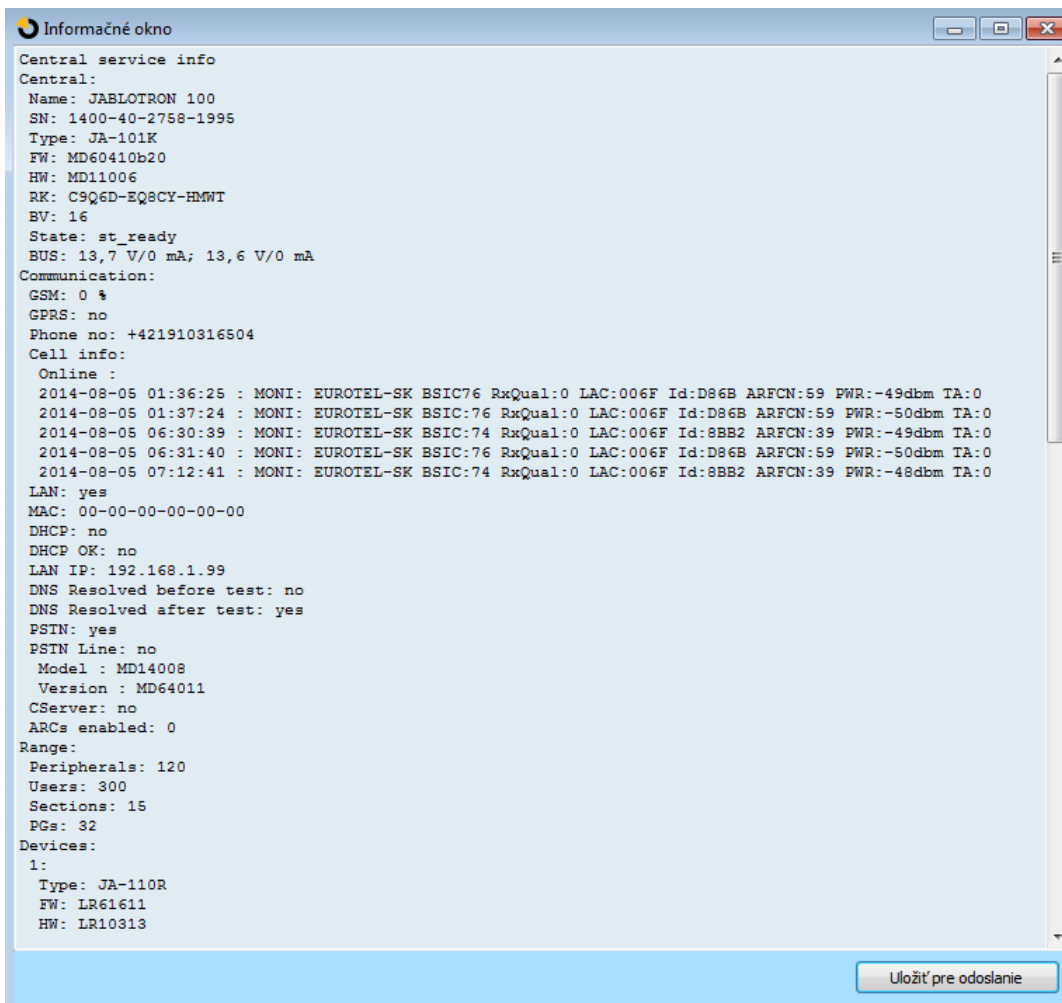 Informačné okno
Central service info
Central:
Name: JABLOTRON 100
SN: 1400-40-2758-1995
Type: JA-101K
FW: MD60410b20
HW: MD11006
RK: C9Q6D-EQ8CY-HMWT
BV: 16
State: st_ready
BUS: 13,7 V/0 mA; 13,6 V/0 mA
Communication:
GSM: 0 %
GPRS: no
Phone no: +421910316504
Cell info:
Online :
2014-08-05 01:36:25 : MONI: EUROTEL-SK BSIC76 RxQual:0 LAC:006F Id:D86B ARFCN:59 PWR:-49dbm TA:0
2014-08-05 01:37:24 : MONI: EUROTEL-SK BSIC:76 RxQual:0 LAC:006F Id:D86B ARFCN:59 PWR:-50dbm TA:0
2014-08-05 06:30:39 : MONI: EUROTEL-SK BSIC:74 RxQual:0 LAC:006F Id:8BB2 ARFCN:39 PWR:-49dbm TA:0
2014-08-05 06:31:40 : MONI: EUROTEL-SK BSIC:76 RxQual:0 LAC:006F Id:D86B ARFCN:59 PWR:-50dbm TA:0
2014-08-05 07:12:41 : MONI: EUROTEL-SK BSIC:74 RxQual:0 LAC:006F Id:8BB2 ARFCN:39 PWR:-48dbm TA:0
LAN: yes
MAC: 00-00-00-00-00-00
DHCP: no
DHCP OK: no
LAN IP: 192.168.1.99
DNS Resolved before test: no
DNS Resolved after test: yes
PSTN: yes
PSTN Line: no
Model : MD14008
Version : MD64011
CServer: no
ARCs enabled: 0
Range:
Peripherals: 120
Users: 300
Sections: 15
PGs: 32
Devices:
1:
Type: JA-110R
FW: LR61611
HW: LR10313
Uložiť pre odoslanie